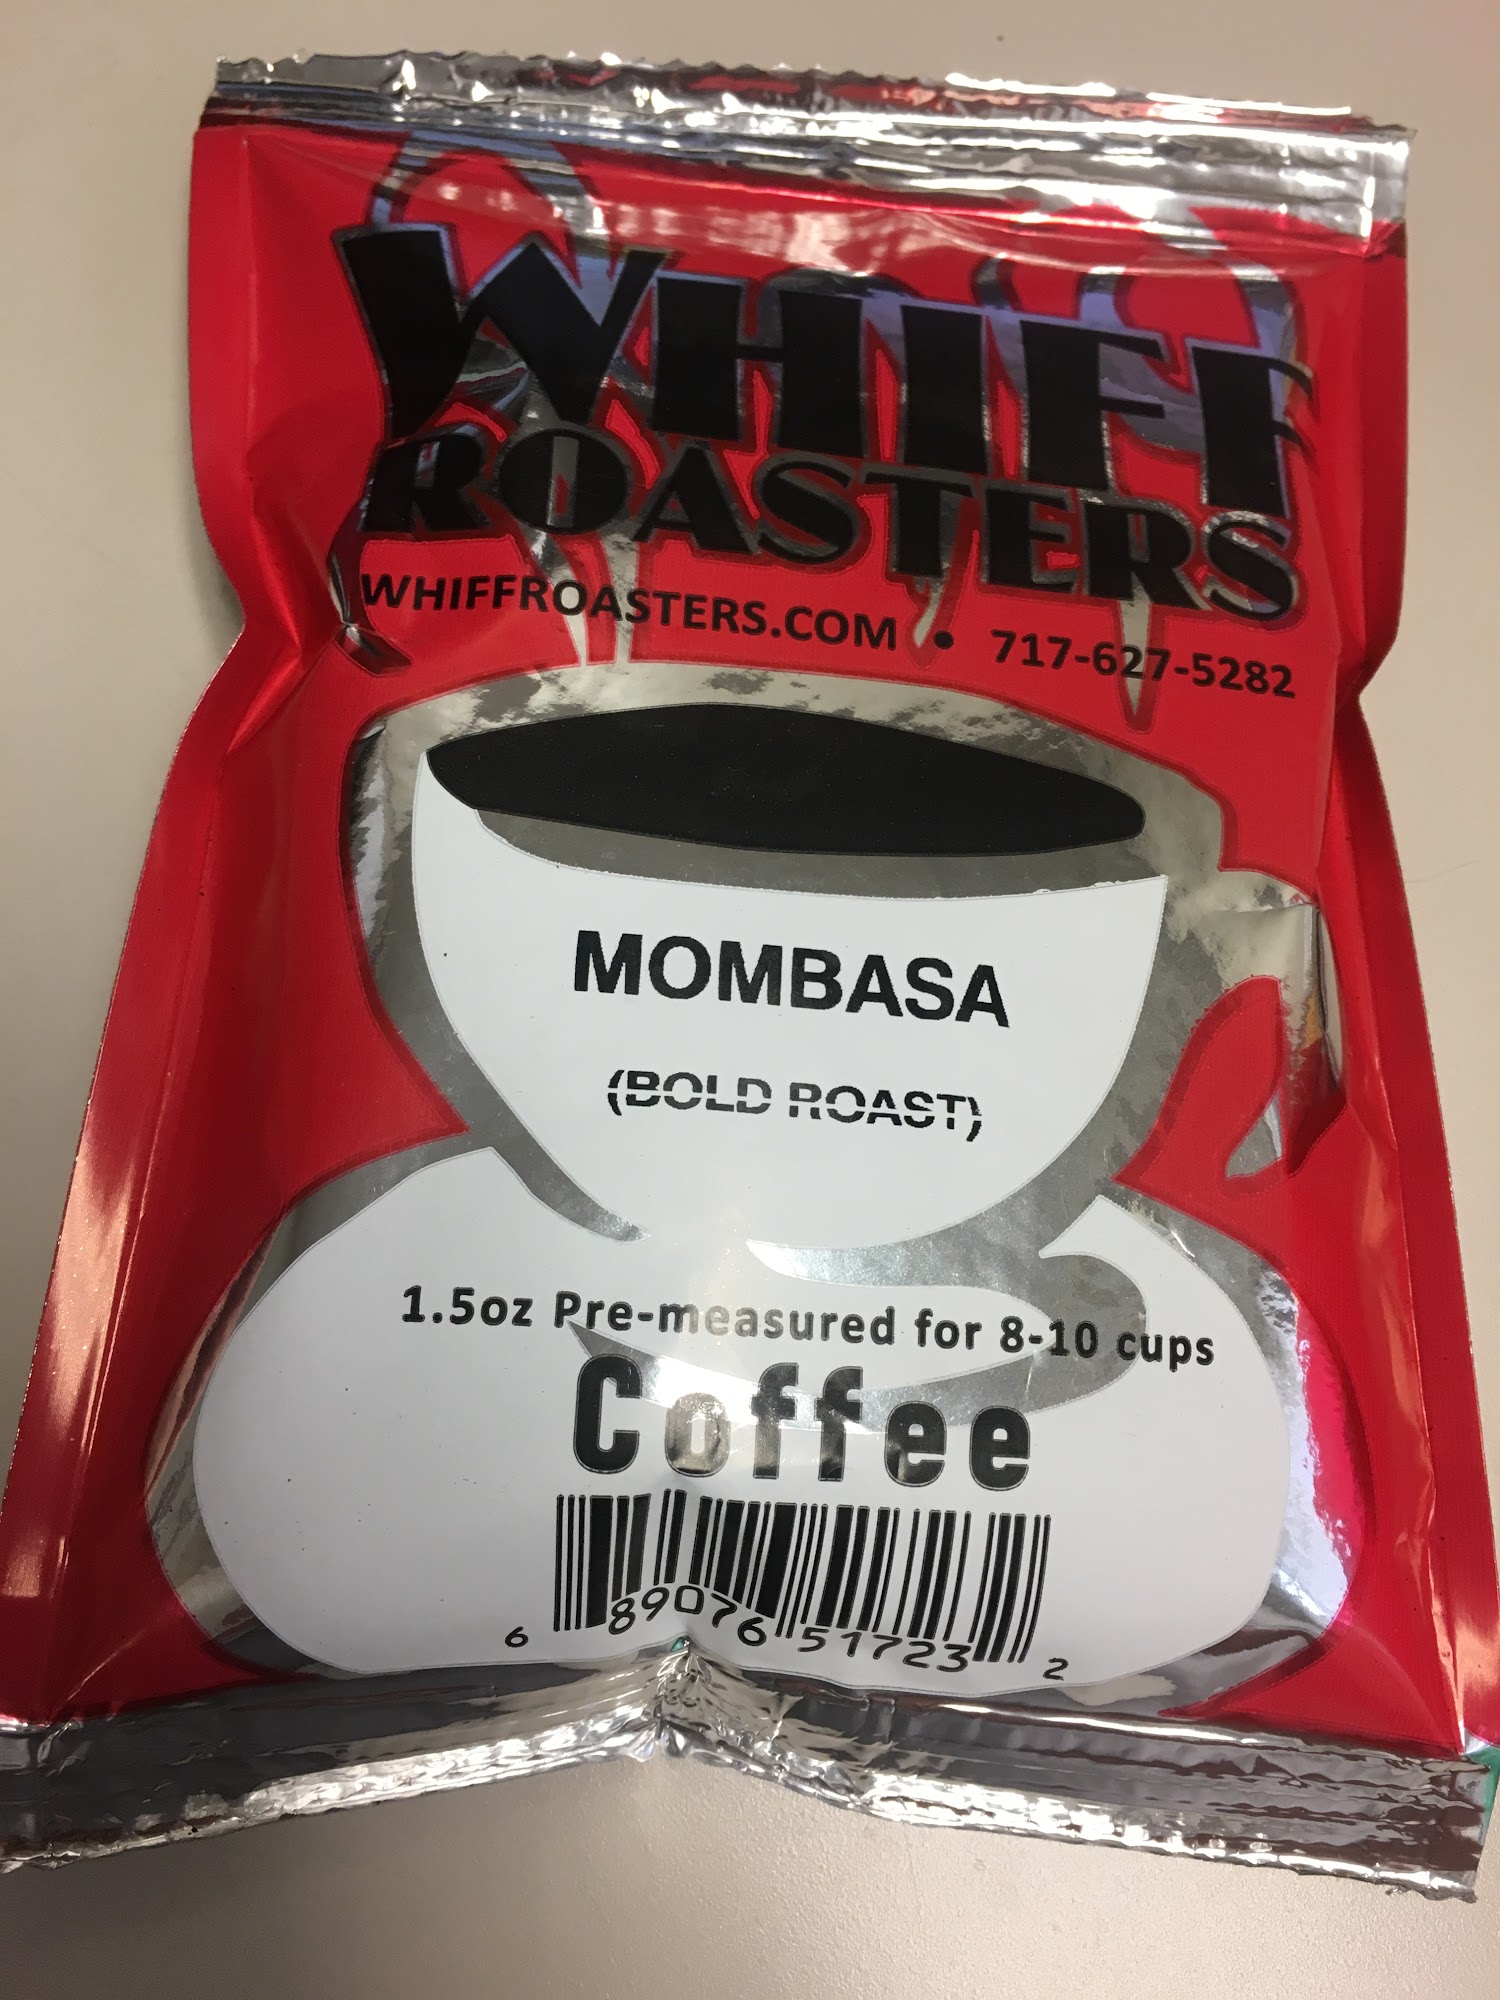 WHIFF
ROASTERS
WHIFFROASTERS.COM • 717-627-5282
MOMBASA
(BOLD ROAST)
1.5oz Pre-measured for 8-10 cups
Coffee
6 89076 51723 2